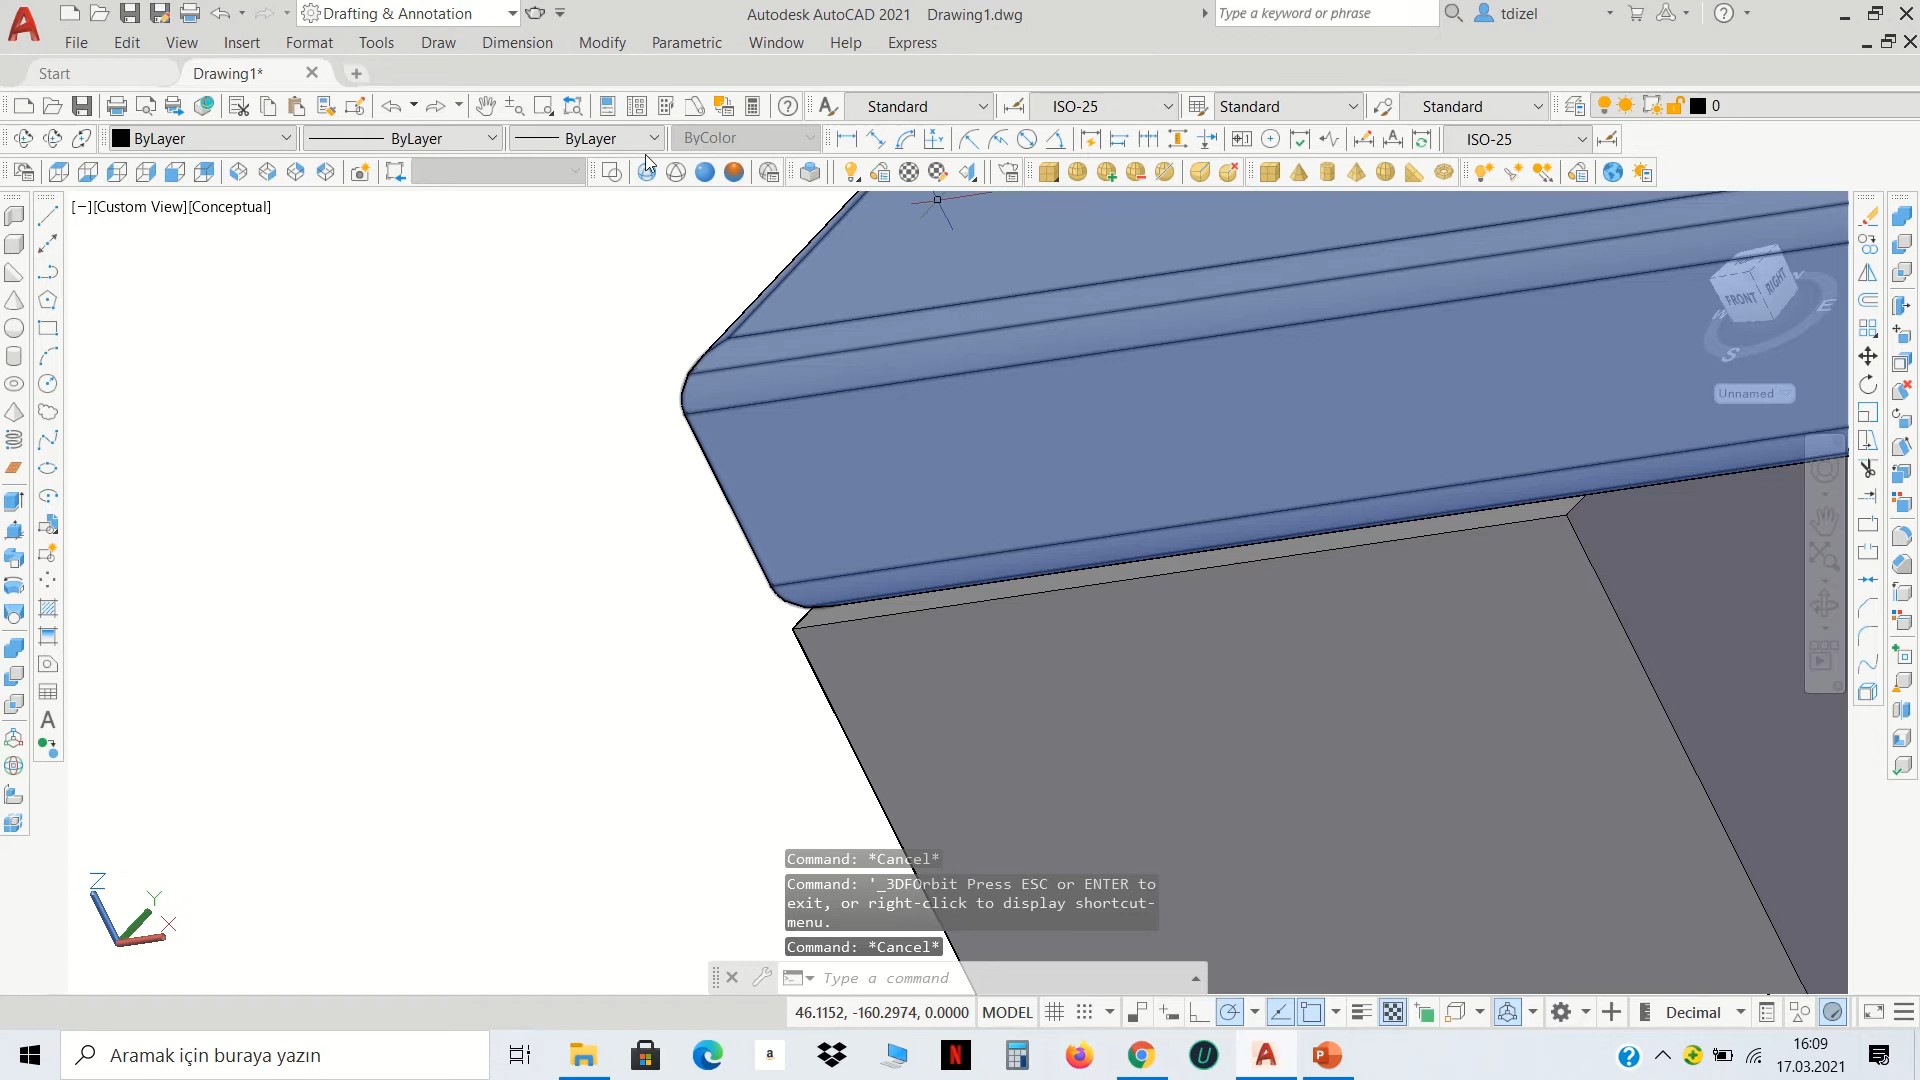 Drafting & Annotation
Autodesk AutoCAD 2021 Drawing1.dwg
Type a keyword or phrase
tdizel
File Edit View Insert Format Tools Draw Dimension Modify Parametric Window Help Express
Start
Drawing1*
Standard
ISO-25
Standard
Standard
0
ByLayer
ByLayer
ByLayer
ByColor
ISO-25
[−][Custom View][Conceptual]
FRONT
RIGHT
W
S
E
Unnamed
Z
Y
X
Command: *Cancel*
Command: '_3DFOrbit Press ESC or ENTER to
exit, or right-click to display shortcut-
menu.
Command: *Cancel*
Type a command
46.1152, -160.2974, 0.0000
MODEL
Decimal
Aramak için buraya yazın
16:09
17.03.2021